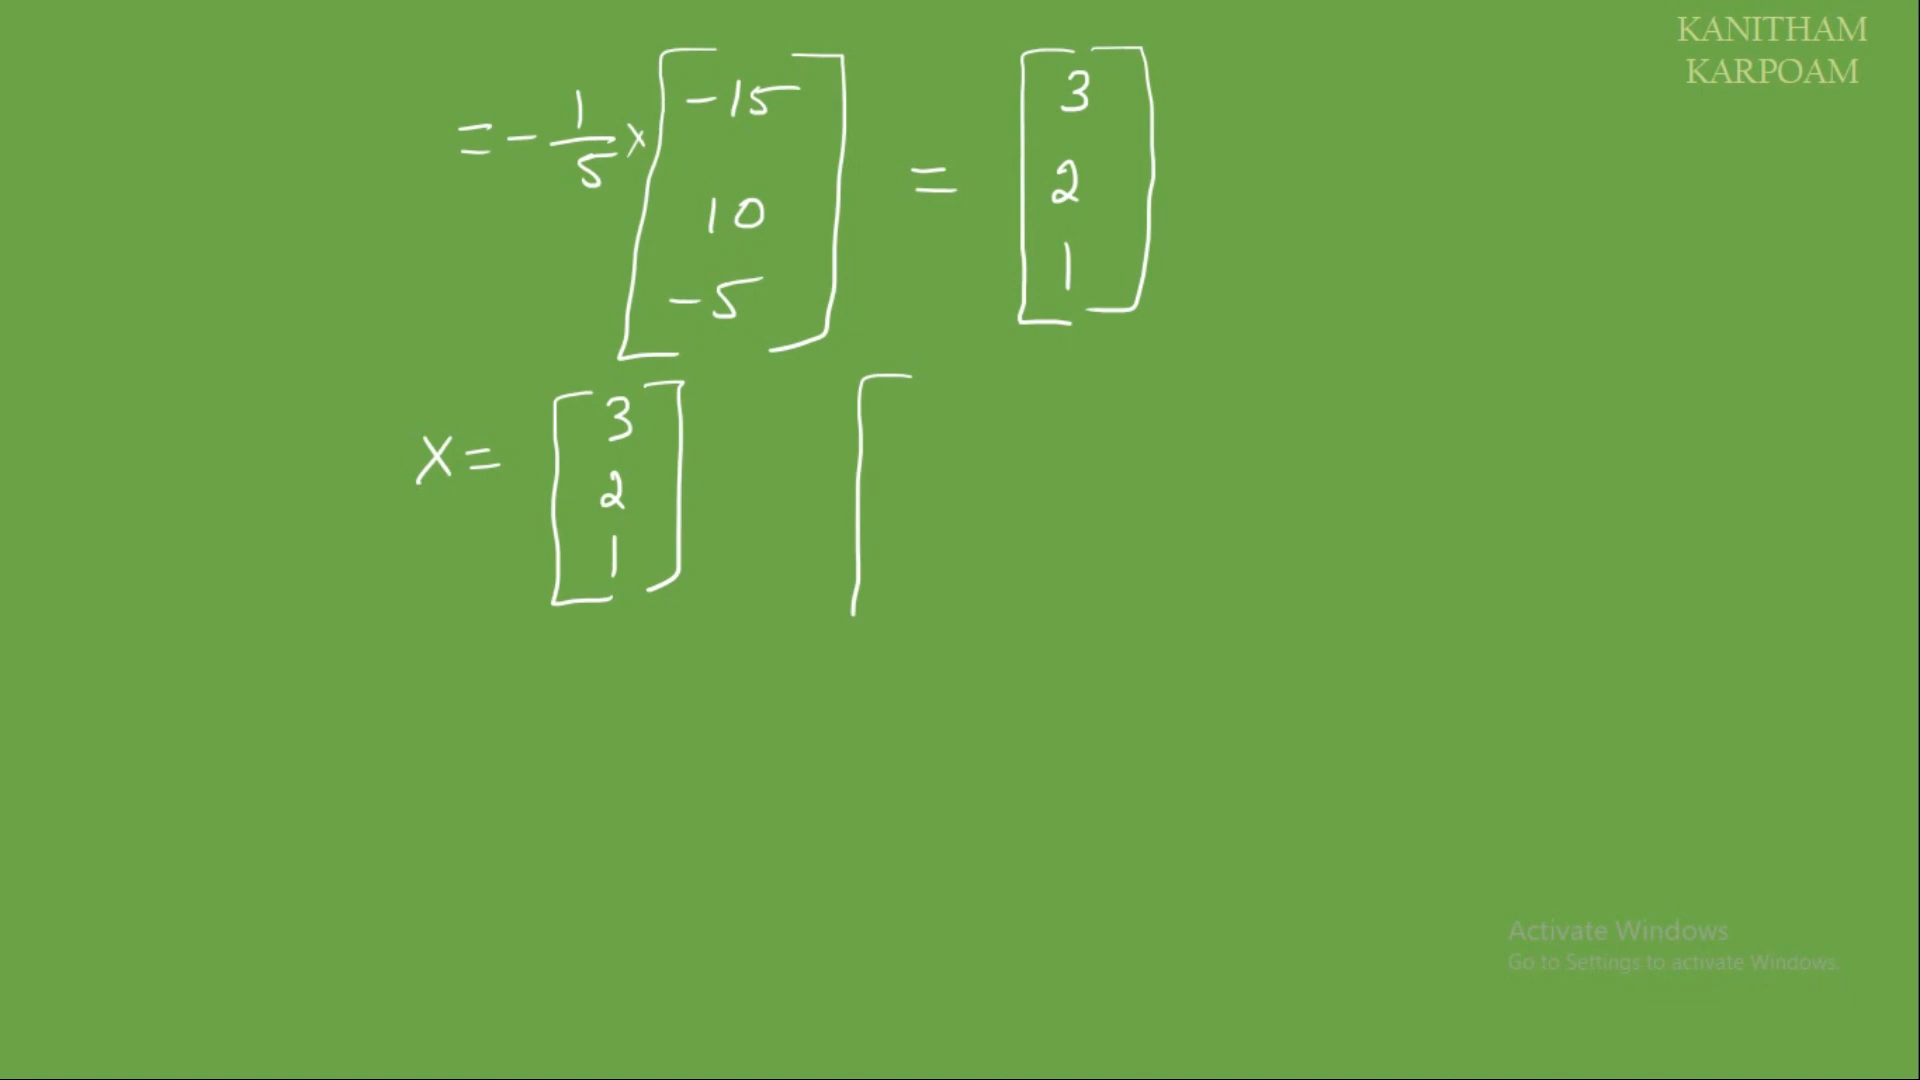 KANITHAM
KARPOAM
= - 1/5 × [ -15 10 -5 ] = [ 3 2 1 ]
X = [ 3 2 1 ] [
Activate Windows
Go to Settings to activate Windows.